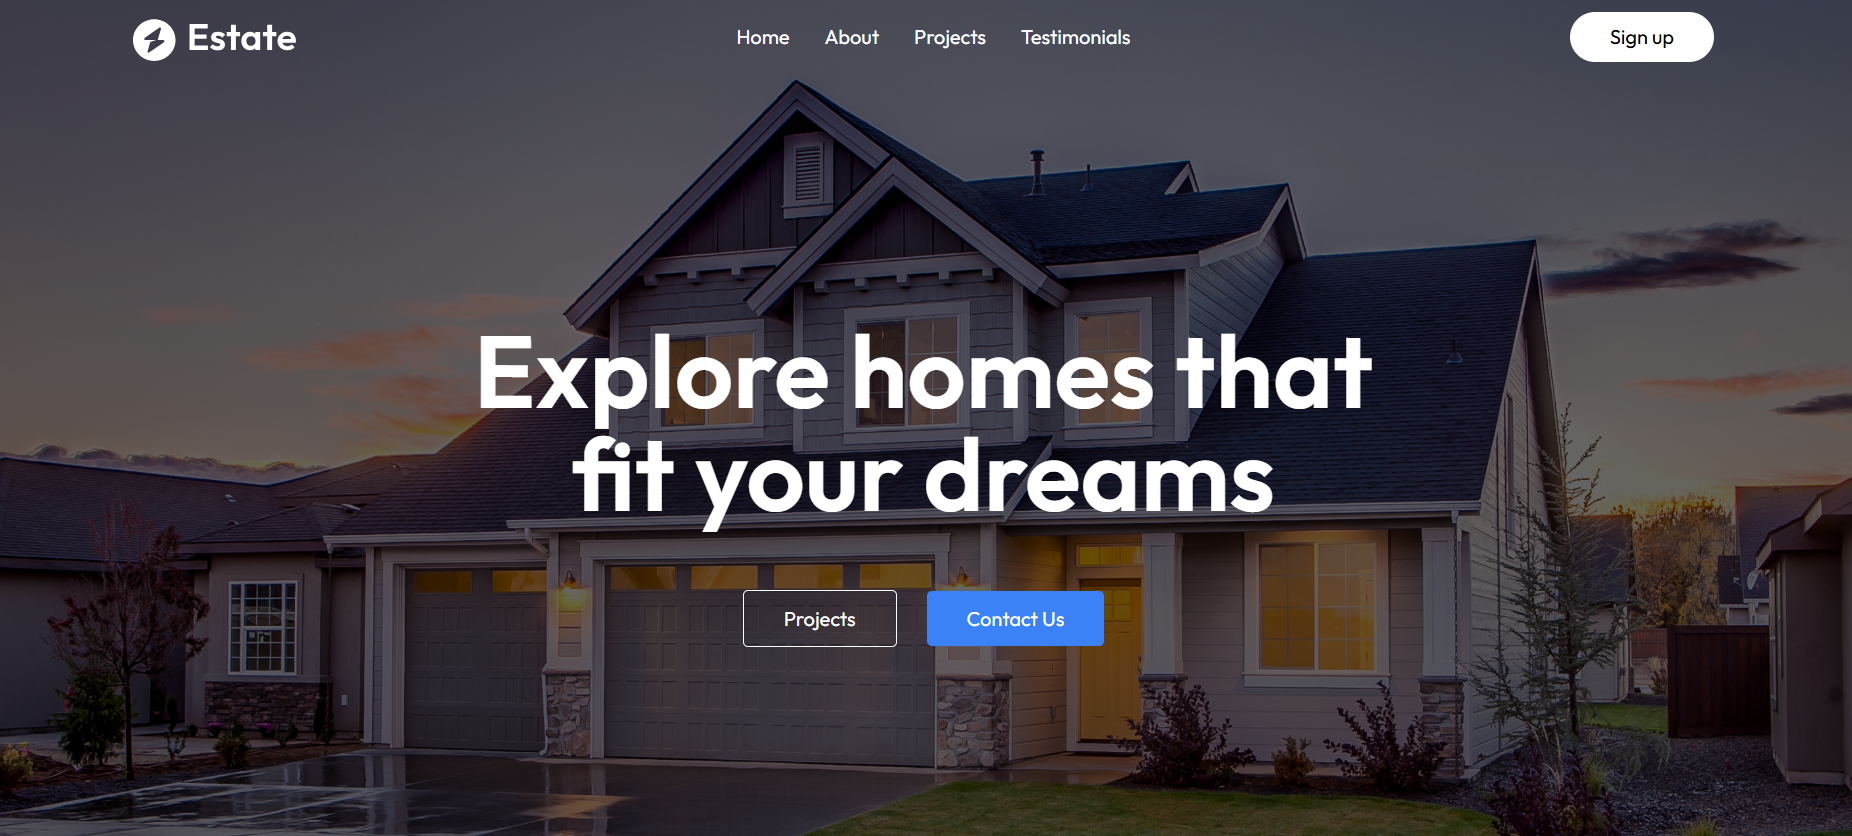 Estate
Home About Projects Testimonials
Sign up
Explore homes that
fit your dreams
Projects
Contact Us